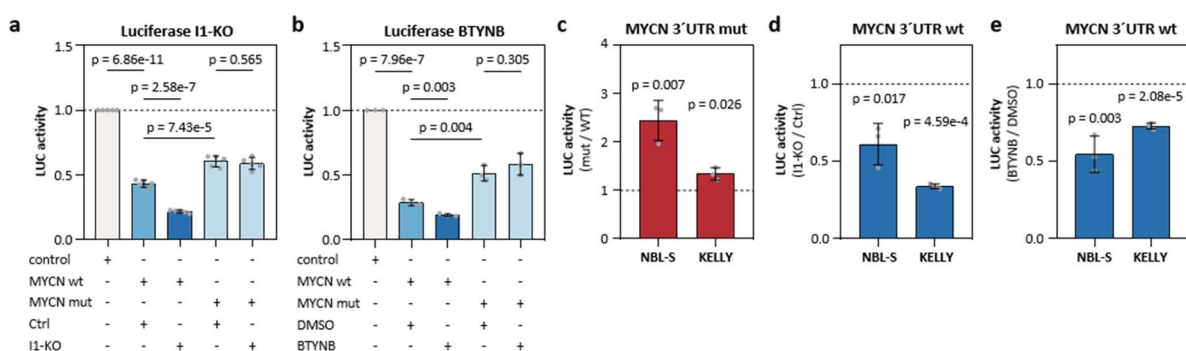 a
Luciferase I1-KO
LUC activity
1.5
1.0
0.5
0.0
p = 6.86e-11
p = 0.565
p = 2.58e-7
p = 7.43e-5
control + - - - -
MYCN wt - + + - -
MYCN mut - - - + +
Ctrl - + - + -
I1-KO - - + - +
b
Luciferase BTYNB
LUC activity
1.5
1.0
0.5
0.0
p = 7.96e-7
p = 0.305
p = 0.003
p = 0.004
control + - - - -
MYCN wt - + + - -
MYCN mut - - - + +
DMSO - + - + -
BTYNB - - + - +
c
MYCN 3´UTR mut
LUC activity
(mut / WT)
4
3
2
1
0
p = 0.007
p = 0.026
NBL-S KELLY
d
MYCN 3´UTR wt
LUC activity
(I1-KO / Ctrl)
1.0
0.5
0.0
p = 0.017
p = 4.59e-4
NBL-S KELLY
e
MYCN 3´UTR wt
LUC activity
(BTYNB / DMSO)
1.0
0.5
0.0
p = 2.08e-5
p = 0.003
NBL-S KELLY